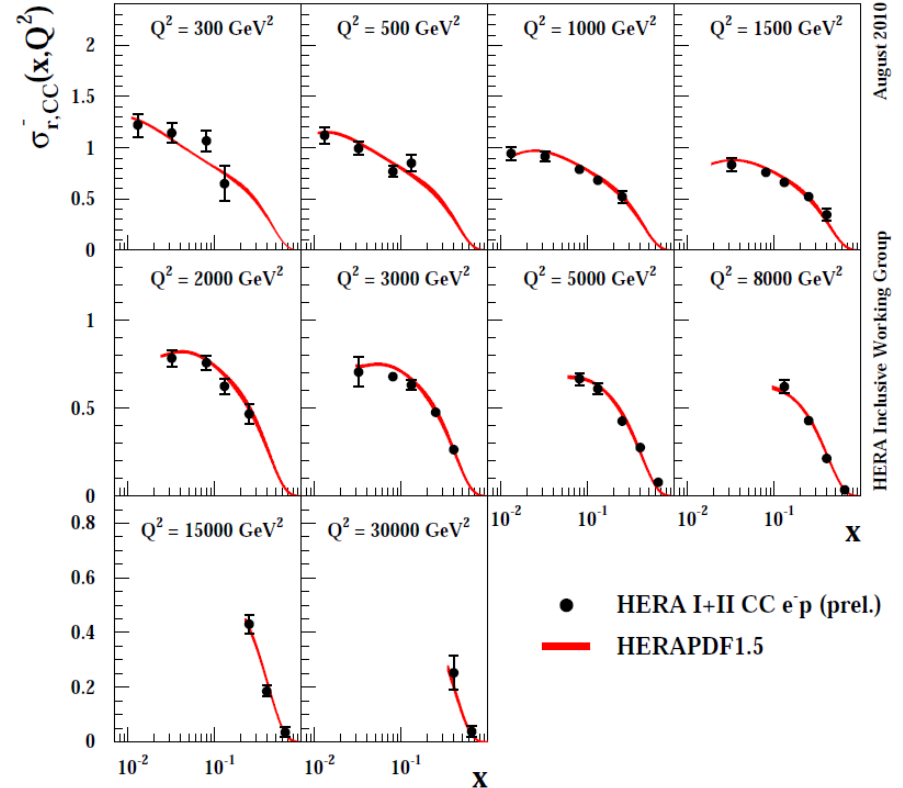 σ⁻r,CC(x,Q²)
Q² = 300 GeV²
Q² = 500 GeV²
Q² = 1000 GeV²
Q² = 1500 GeV²
August 2010
2
1.5
1
0.5
0
Q² = 2000 GeV²
Q² = 3000 GeV²
Q² = 5000 GeV²
Q² = 8000 GeV²
HERA Inclusive Working Group
1
0.5
0
10⁻² 10⁻¹
10⁻² 10⁻¹
x
Q² = 15000 GeV²
Q² = 30000 GeV²
0.8
0.6
0.4
0.2
0
10⁻² 10⁻¹
10⁻² 10⁻¹
x
HERA I+II CC e⁻p (prel.)
HERAPDF1.5